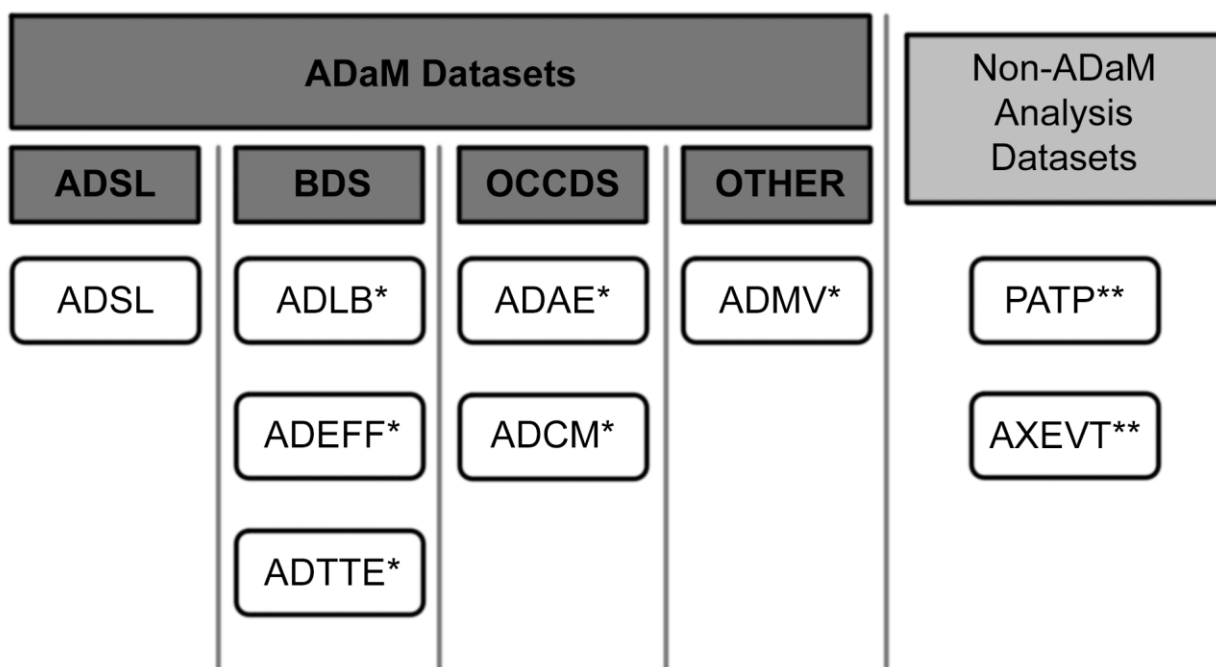 ADaM Datasets
Non-ADaM
Analysis
Datasets
ADSL
BDS
OCCDS
OTHER
ADSL
ADLB*
ADAE*
ADMV*
PATP**
ADEFF*
ADCM*
AXEVT**
ADTTE*